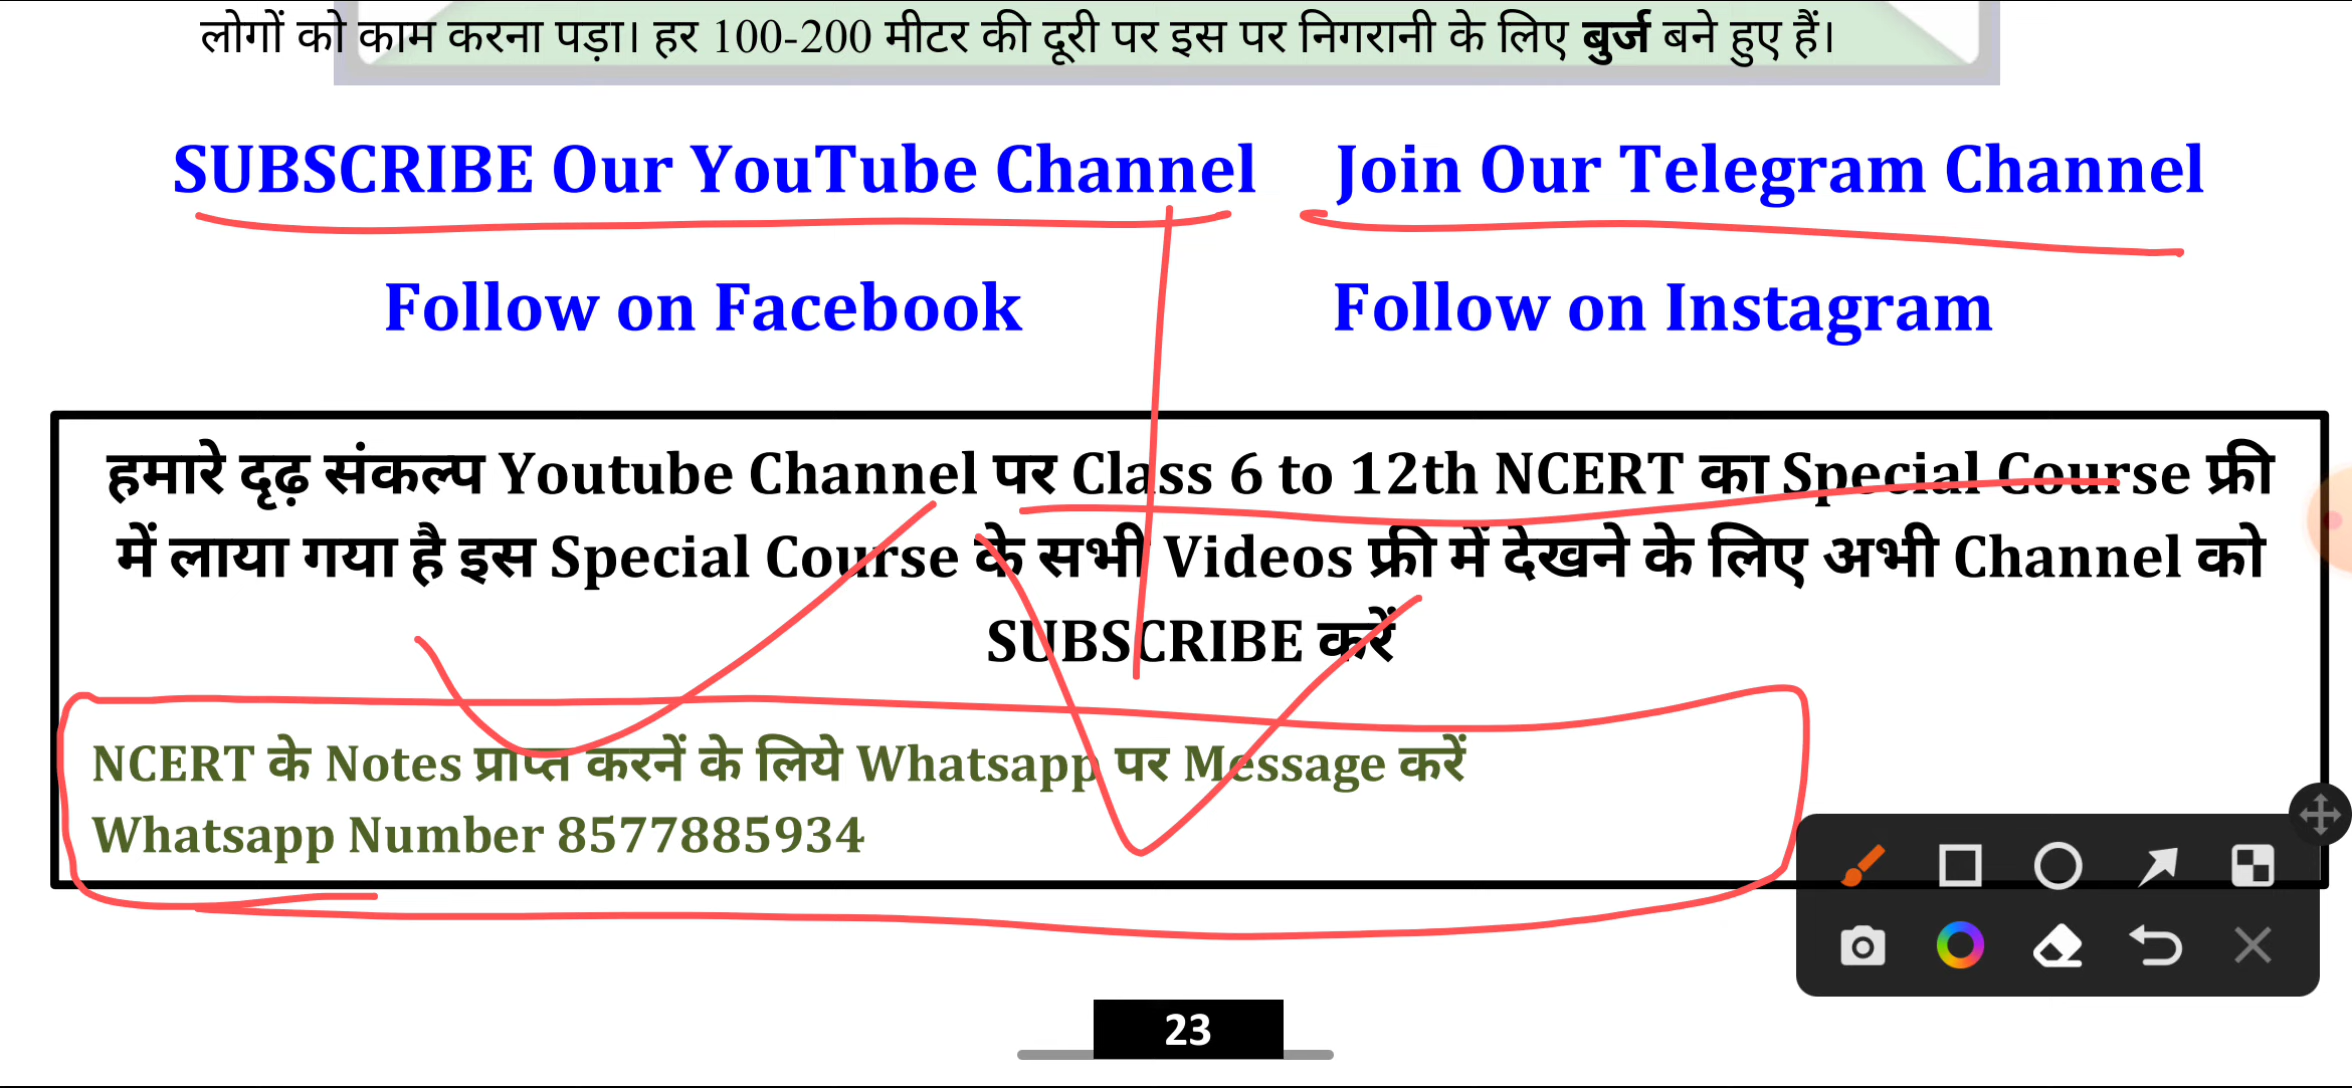 लोगों को काम करना पड़ा। हर 100-200 मीटर की दूरी पर इस पर निगरानी के लिए बुर्ज बने हुए हैं।
SUBSCRIBE Our YouTube Channel Join Our Telegram Channel
Follow on Facebook Follow on Instagram
हमारे दृढ़ संकल्प Youtube Channel पर Class 6 to 12th NCERT का Special Course फ्री
में लाया गया है इस Special Course के सभी Videos फ्री में देखने के लिए अभी Channel को
SUBSCRIBE करें
NCERT के Notes प्राप्त करनें के लिये Whatsapp पर Message करें
Whatsapp Number 8577885934
23